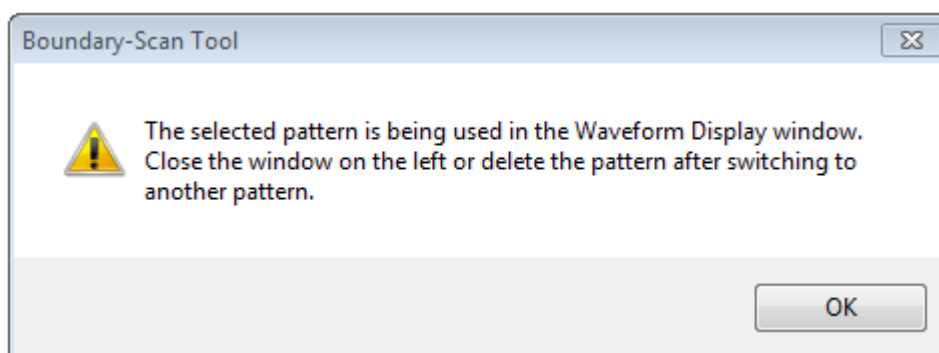 Boundary-Scan Tool
The selected pattern is being used in the Waveform Display window.
Close the window on the left or delete the pattern after switching to
another pattern.
OK